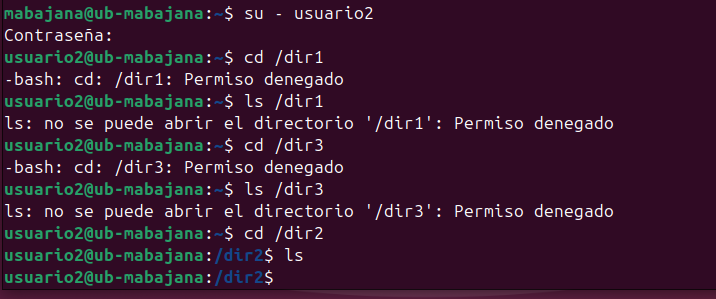 mabajana@ub-mabajana:~$ su - usuario2
Contraseña:
usuario2@ub-mabajana:~$ cd /dir1
-bash: cd: /dir1: Permiso denegado
usuario2@ub-mabajana:~$ ls /dir1
ls: no se puede abrir el directorio '/dir1': Permiso denegado
usuario2@ub-mabajana:~$ cd /dir3
-bash: cd: /dir3: Permiso denegado
usuario2@ub-mabajana:~$ ls /dir3
ls: no se puede abrir el directorio '/dir3': Permiso denegado
usuario2@ub-mabajana:~$ cd /dir2
usuario2@ub-mabajana:/dir2$ ls
usuario2@ub-mabajana:/dir2$